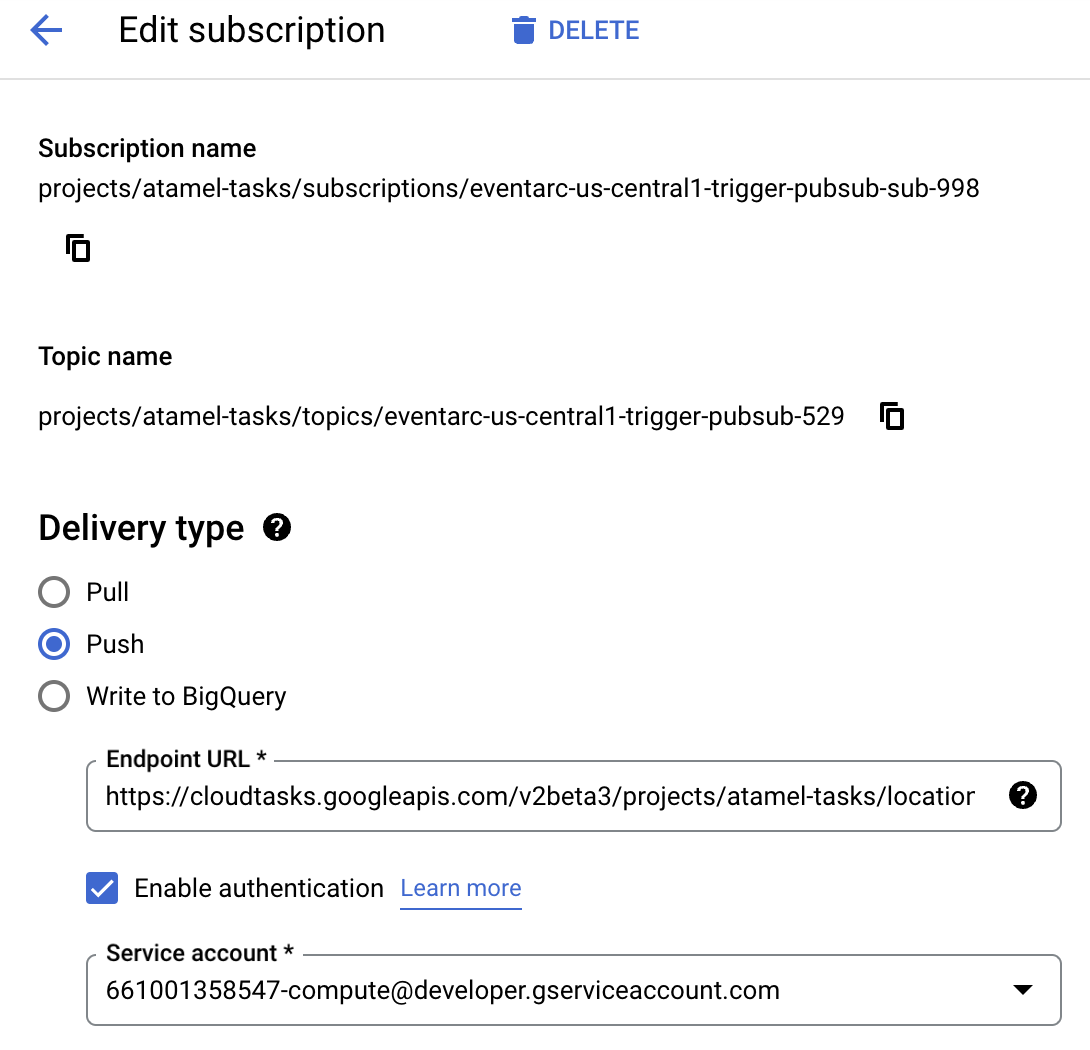 Edit subscription
DELETE
Subscription name
projects/atamel-tasks/subscriptions/eventarc-us-central1-trigger-pubsub-sub-998
Topic name
projects/atamel-tasks/topics/eventarc-us-central1-trigger-pubsub-529
Delivery type ?
Pull
Push
Write to BigQuery
Endpoint URL *
https://cloudtasks.googleapis.com/v2beta3/projects/atamel-tasks/location ?
Enable authentication Learn more
Service account *
661001358547-compute@developer.gserviceaccount.com